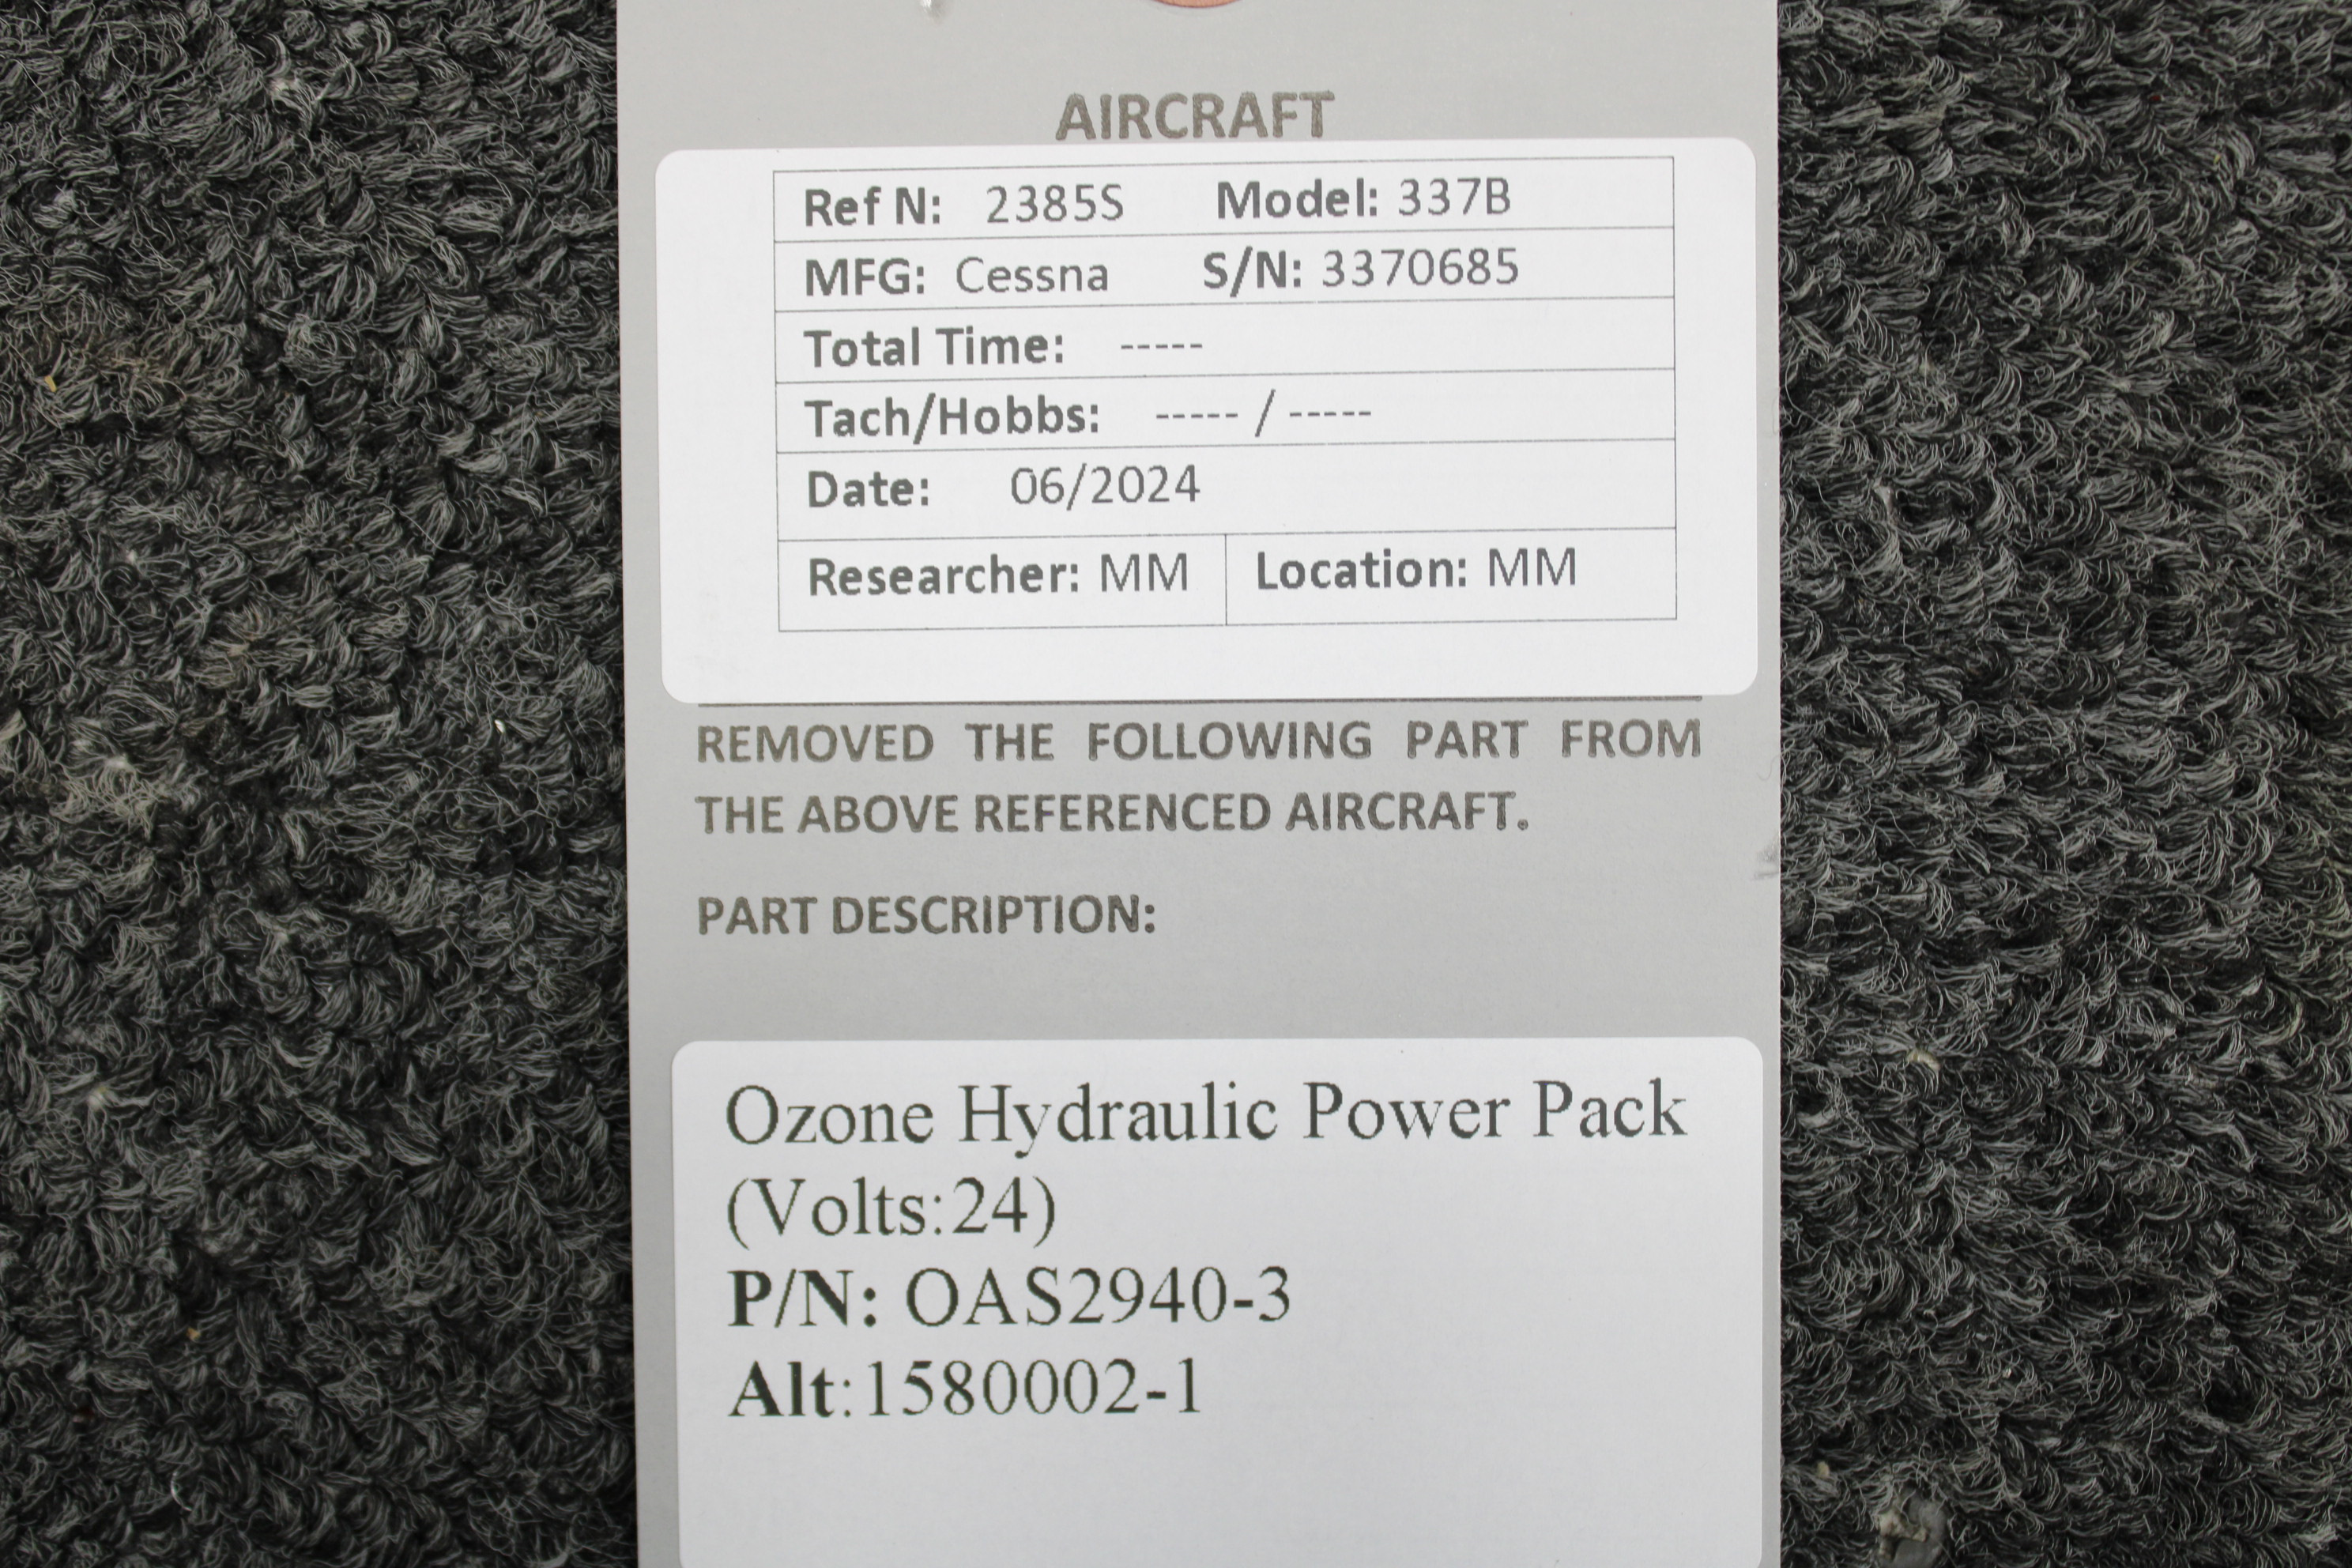 AIRCRAFT
Ref N: 2385S Model: 337B
MFG: Cessna S/N: 3370685
Total Time: -----
Tach/Hobbs: ----- / -----
Date: 06/2024
Researcher: MM Location: MM
REMOVED THE FOLLOWING PART FROM
THE ABOVE REFERENCED AIRCRAFT.
PART DESCRIPTION:
Ozone Hydraulic Power Pack
(Volts:24)
P/N: OAS2940-3
Alt:1580002-1